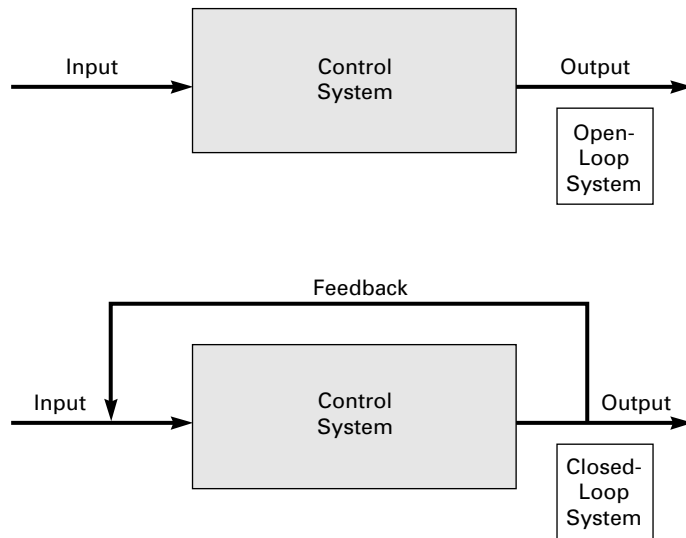 Input
Control
System
Output
Open-
Loop
System
Feedback
Input
Control
System
Output
Closed-
Loop
System